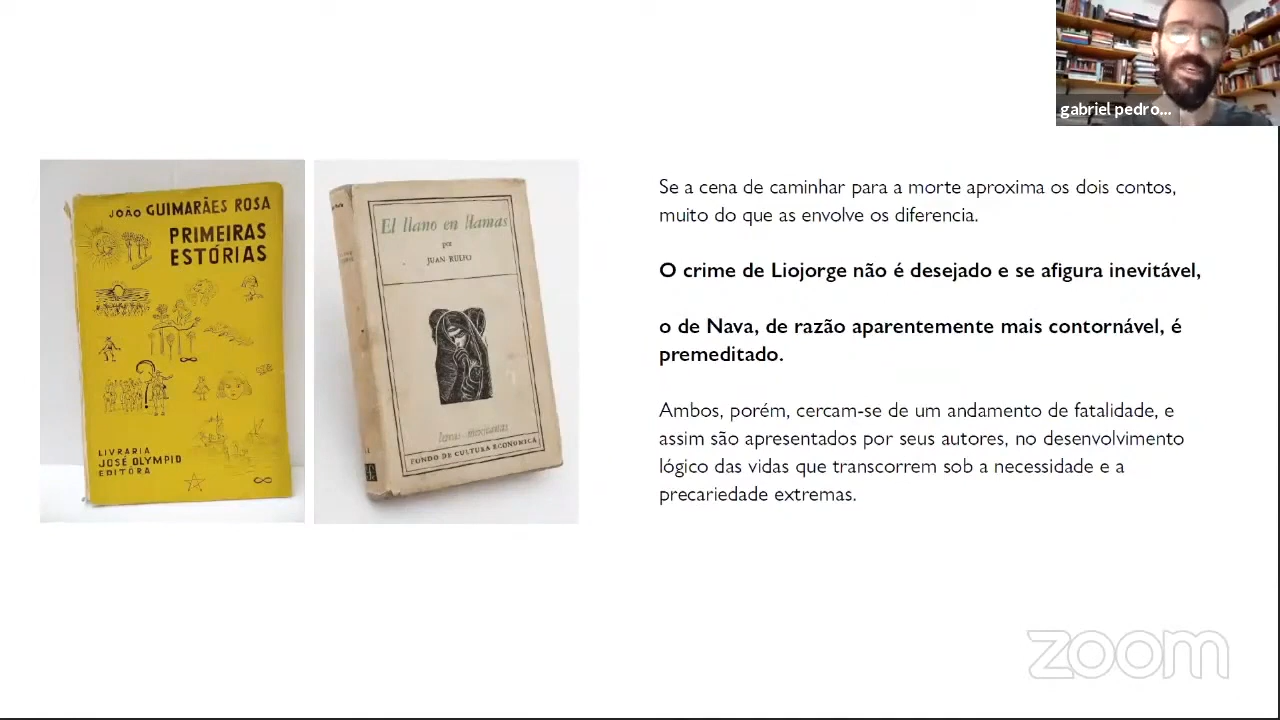 gabriel pedro...
JOÃO GUIMARÃES ROSA
PRIMEIRAS
ESTÓRIAS
LIVRARIA
JOSÉ OLYMPIO
EDITÔRA
El llano en llamas
por
JUAN RULFO
letras mexicanas
FONDO DE CULTURA ECONOMICA
Se a cena de caminhar para a morte aproxima os dois contos,
muito do que as envolve os diferencia.
O crime de Liojorge não é desejado e se afigura inevitável,
o de Nava, de razão aparentemente mais contornável, é
premeditado.
Ambos, porém, cercam-se de um andamento de fatalidade, e
assim são apresentados por seus autores, no desenvolvimento
lógico das vidas que transcorrem sob a necessidade e a
precariedade extremas.
zoom